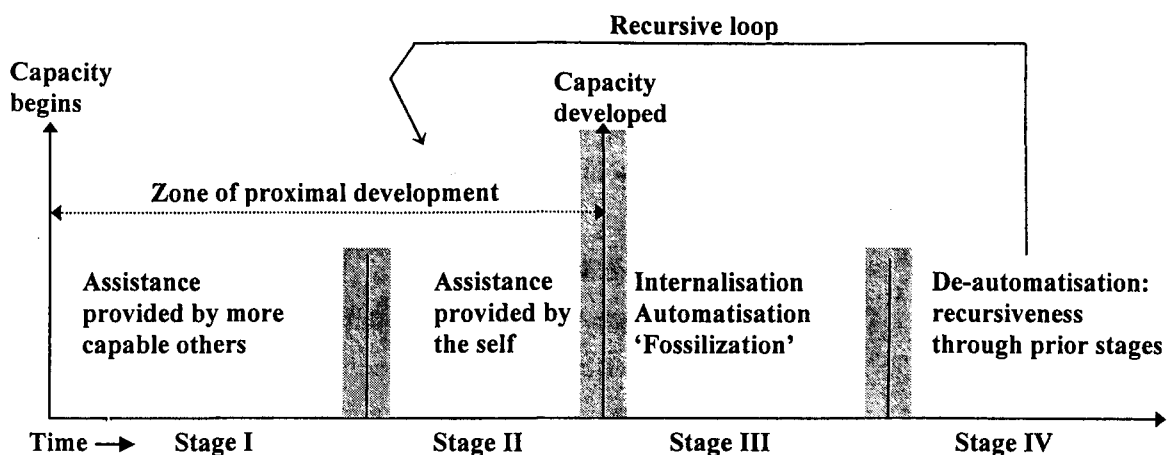 Recursive loop
Capacity
begins
Capacity
developed
Zone of proximal development
Assistance
provided by more
capable others
Assistance
provided by
the self
Internalisation
Automatisation
‘Fossilization’
De-automatisation:
recursiveness
through prior stages
Time
Stage I
Stage II
Stage III
Stage IV